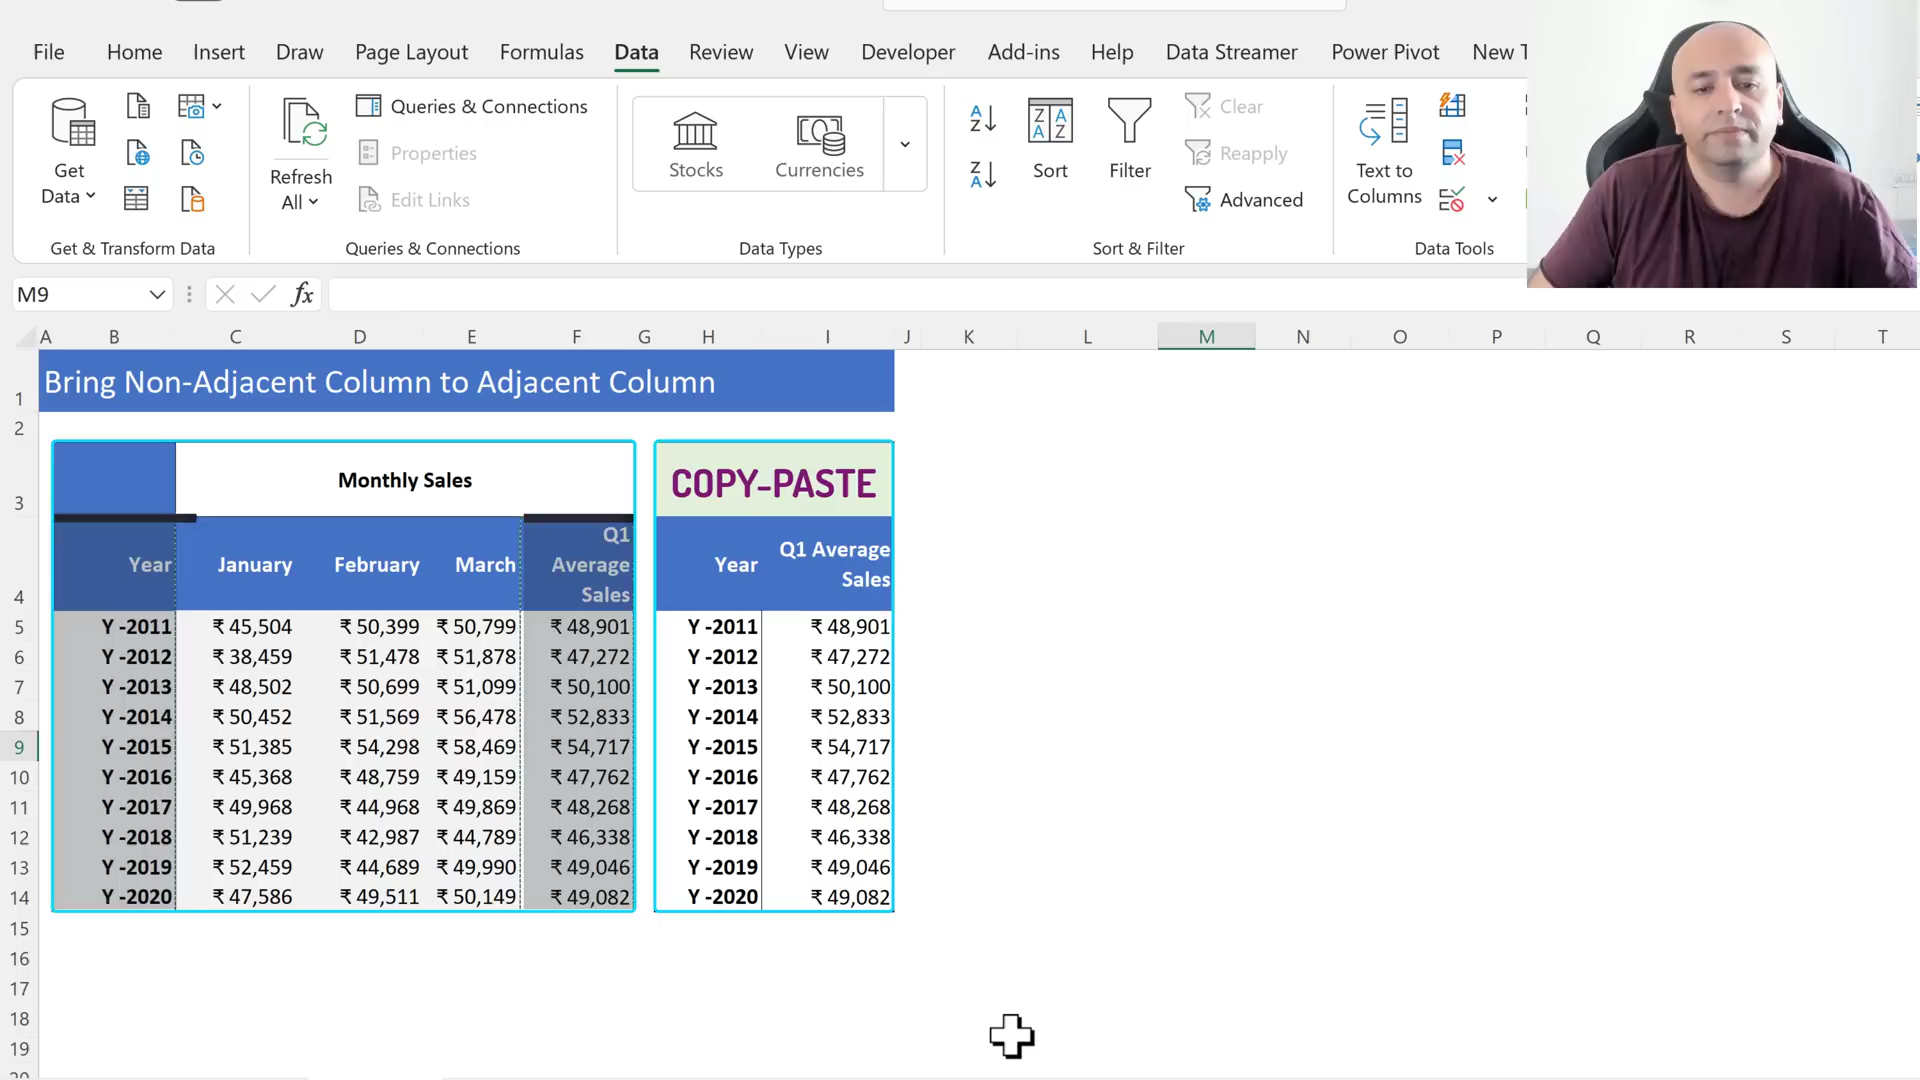 File Home Insert Draw Page Layout Formulas Data Review View Developer Add-ins Help Data Streamer Power Pivot New
Get Data
Refresh All
Queries & Connections
Properties
Edit Links
Stocks
Currencies
A Z
Z A
Z A A Z
Sort
Filter
Clear
Reapply
Advanced
Text to Columns
Get & Transform Data
Queries & Connections
Data Types
Sort & Filter
Data Tools
M9
fx
A B C D E F G H I J K L M N O P Q R S T
1 Bring Non-Adjacent Column to Adjacent Column
2
3 Monthly Sales COPY-PASTE
4 Year January February March Q1 Average Sales Year Q1 Average Sales
5 Y -2011 ₹ 45,504 ₹ 50,399 ₹ 50,799 ₹ 48,901 Y -2011 ₹ 48,901
6 Y -2012 ₹ 38,459 ₹ 51,478 ₹ 51,878 ₹ 47,272 Y -2012 ₹ 47,272
7 Y -2013 ₹ 48,502 ₹ 50,699 ₹ 51,099 ₹ 50,100 Y -2013 ₹ 50,100
8 Y -2014 ₹ 50,452 ₹ 51,569 ₹ 56,478 ₹ 52,833 Y -2014 ₹ 52,833
9 Y -2015 ₹ 51,385 ₹ 54,298 ₹ 58,469 ₹ 54,717 Y -2015 ₹ 54,717
10 Y -2016 ₹ 45,368 ₹ 48,759 ₹ 49,159 ₹ 47,762 Y -2016 ₹ 47,762
11 Y -2017 ₹ 49,968 ₹ 44,968 ₹ 49,869 ₹ 48,268 Y -2017 ₹ 48,268
12 Y -2018 ₹ 51,239 ₹ 42,987 ₹ 44,789 ₹ 46,338 Y -2018 ₹ 46,338
13 Y -2019 ₹ 52,459 ₹ 44,689 ₹ 49,990 ₹ 49,046 Y -2019 ₹ 49,046
14 Y -2020 ₹ 47,586 ₹ 49,511 ₹ 50,149 ₹ 49,082 Y -2020 ₹ 49,082
15
16
17
18
19